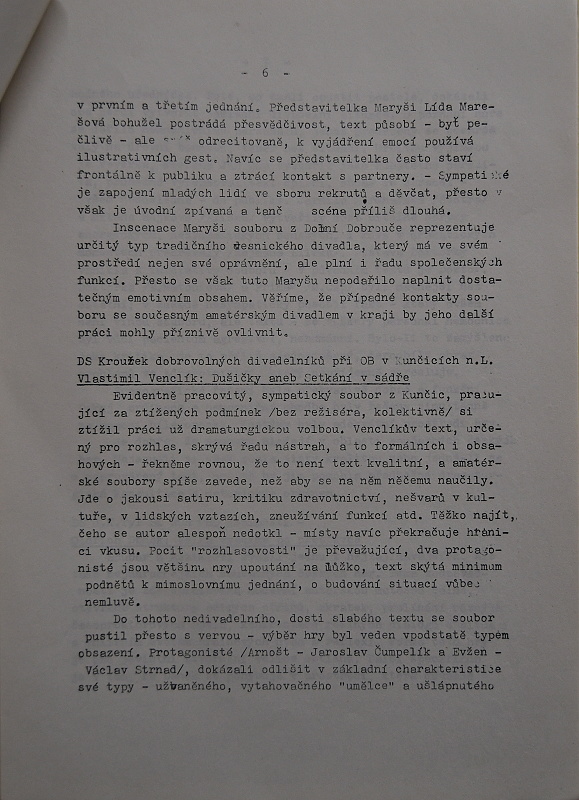 - 6 -
v prvním a třetím jednání. Představitelka Maryši Lída Mare-
šová bohužel postrádá přesvědčivost, text působí - byť pe-
člivě - ale odrecitovaně, k vyjádření emocí používá
ilustrativních gest. Navíc se představitelka často staví
frontálně k publiku a ztrácí kontakt s partnery. - Sympatické
je zapojení mladých lidí ve sboru rekrutů a děvčat, přesto
však je úvodní zpívaná a tanč scéna příliš dlouhá.
Inscenace Maryši souboru z Dolní Dobrouče reprezentuje
určitý typ tradičního vesnického divadla, který má ve svém
prostředí nejen své oprávnění, ale plní i řadu společenských
funkcí. Přesto se však tuto Maryšu nepodařilo naplnit dosta-
tečným emotivním obsahem. Věříme, že případné kontakty sou-
boru se současným amatérským divadlem v kraji by jeho další
práci mohly příznivě ovlivnit.
DS Kroužek dobrovolných divadelníků při OB v Kunčicích n.L.
Vlastimil Venclík: Dušičky aneb Setkání v sádře
Evidentně pracovitý, sympatický soubor z Kunčic, pracu-
jící za ztížených podmínek /bez režiséra, kolektivně/ si
ztížil práci už dramaturgickou volbou. Venclíkův text, urče-
ný pro rozhlas, skrývá řadu nástrah, a to formálních i obsa-
hových - řekněme rovnou, že to není text kvalitní, a amatér-
ské soubory spíše zavede, než aby se na něm něčemu naučily.
Jde o jakousi satiru, kritiku zdravotnictví, nešvarů v kul-
tuře, v lidských vztazích, zneužívání funkcí atd. Těžko najít,
čeho se autor alespoň nedotkl - místy navíc překračuje hrani-
ci vkusu. Pocit "rozhlasovosti" je převažující, dva protago-
nisté jsou většinu hry upoutání na lůžko, text skýtá minimum
podnětů k mimoslovnímu jednání, o budování situací vůbec
nemluvě.
Do tohoto nedivadelního, dosti slabého textu se soubor
pustil přesto s vervou - výběr hry byl veden vpodstatě typem
obsazení. Protagonisté /Arnošt - Jaroslav Čumpelík a Evžen -
Václav Strnad/, dokázali odlišit v základní charakteristice
své typy - užvaněného, vytahovačného "umělce" a ušlápnutého